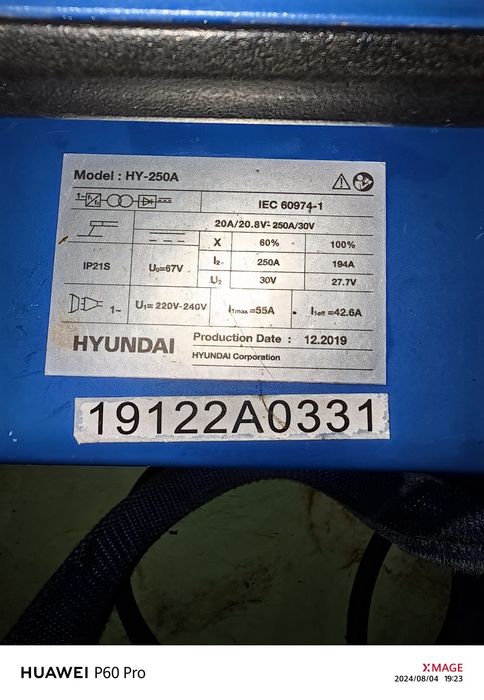 Model : HY-250A
1~
IEC 60974-1
20A/20.8V- 250A/30V
X 60% 100%
IP21S U₀=67V I₂ 250A 194A
U₂ 30V 27.7V
1~ U₁= 220V-240V I₁max =55A I₁eff =42.6A
HYUNDAI Production Date : 12.2019
HYUNDAI Corporation
19122A0331
HUAWEI P60 Pro
XMAGE
2024/08/04 19:23